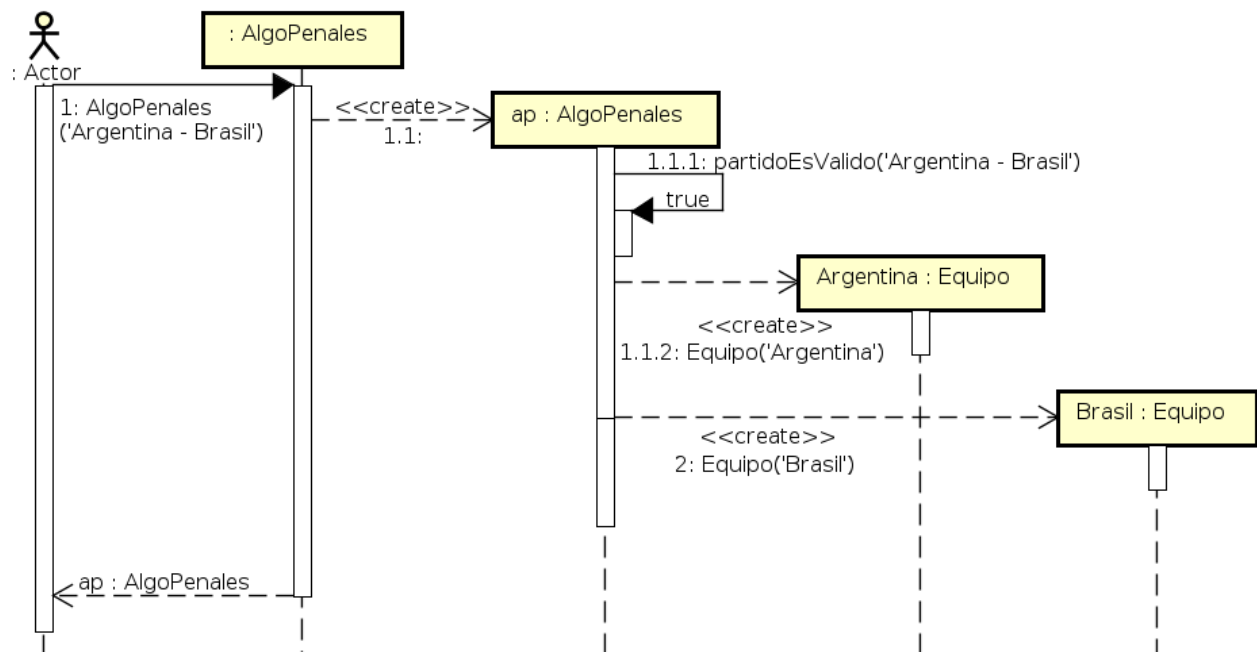 : AlgoPenales
: Actor
1: AlgoPenales
('Argentina - Brasil')
<<create>>
1.1:
ap : AlgoPenales
1.1.1: partidoEsValido('Argentina - Brasil')
true
Argentina : Equipo
<<create>>
1.1.2: Equipo('Argentina')
Brasil : Equipo
<<create>>
2: Equipo('Brasil')
ap : AlgoPenales